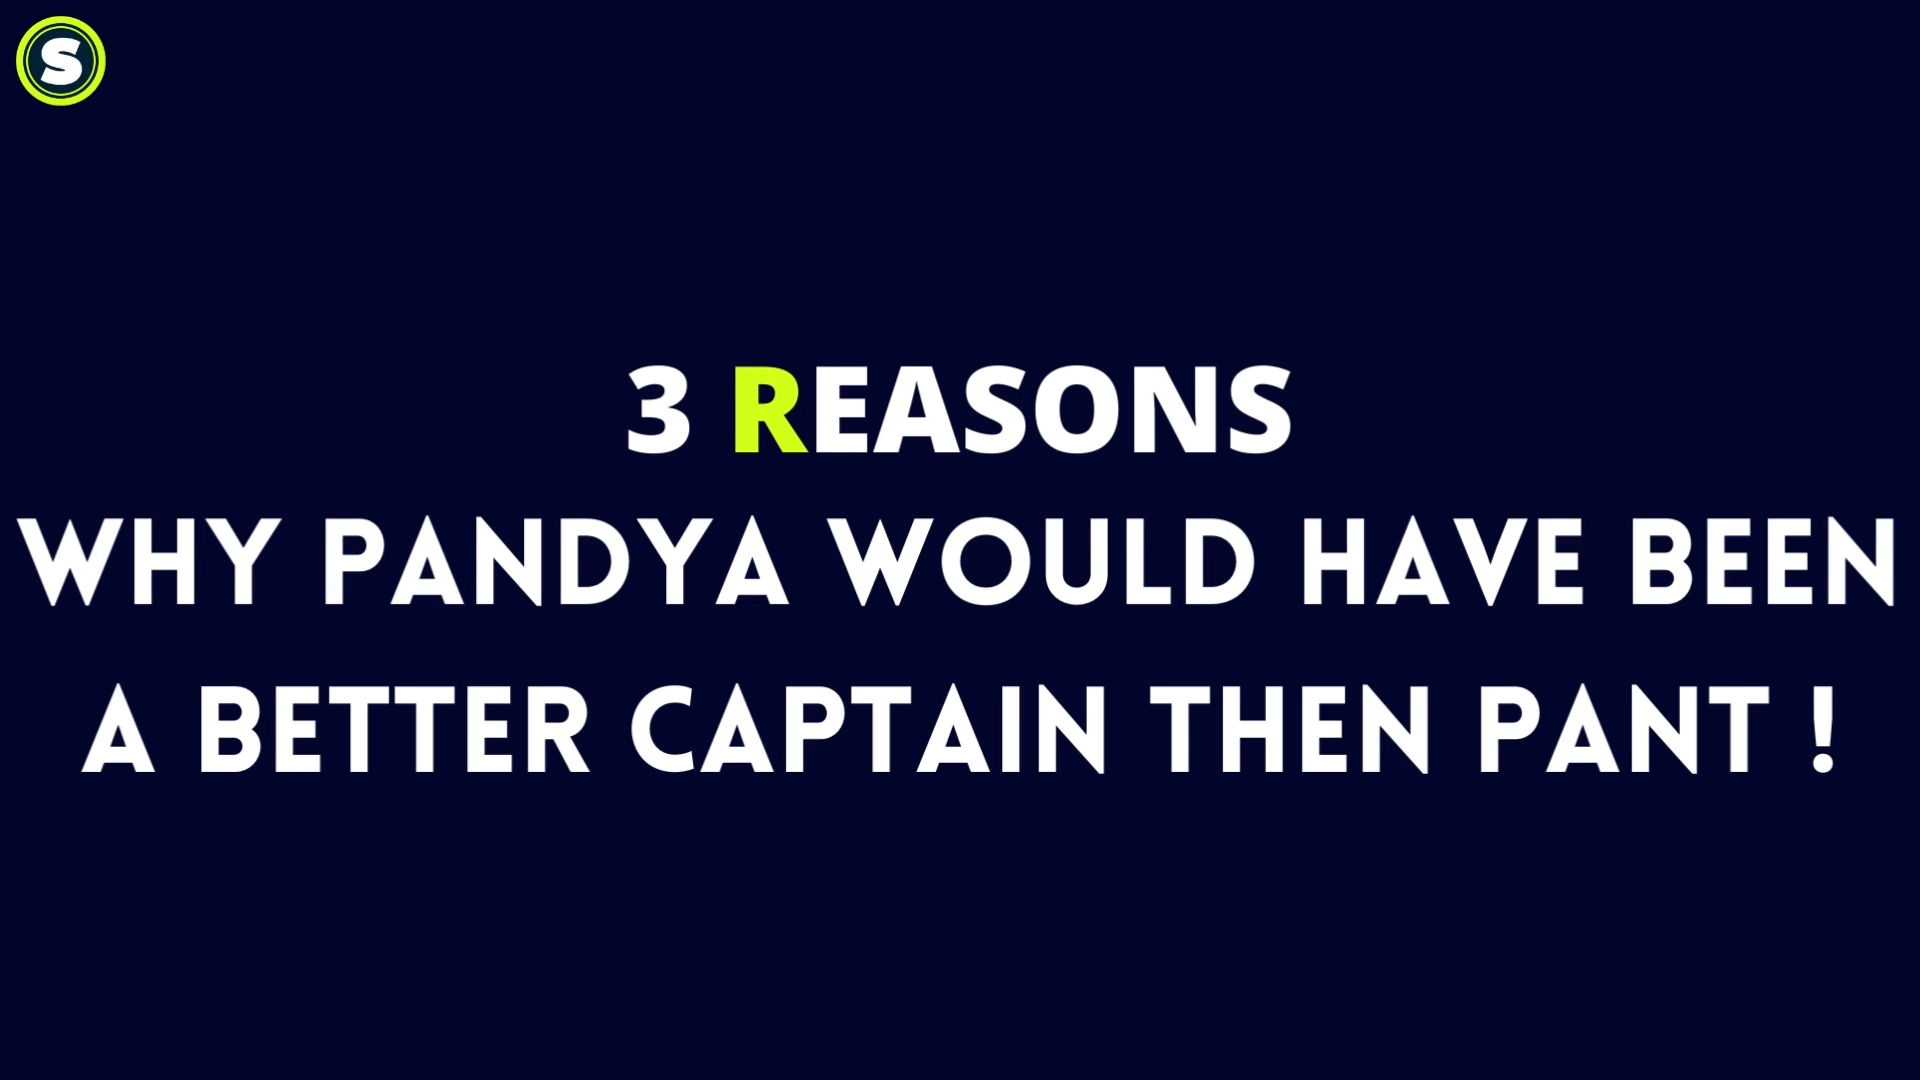 S
3 REASONS
WHY PANDYA WOULD HAVE BEEN
A BETTER CAPTAIN THEN PANT !